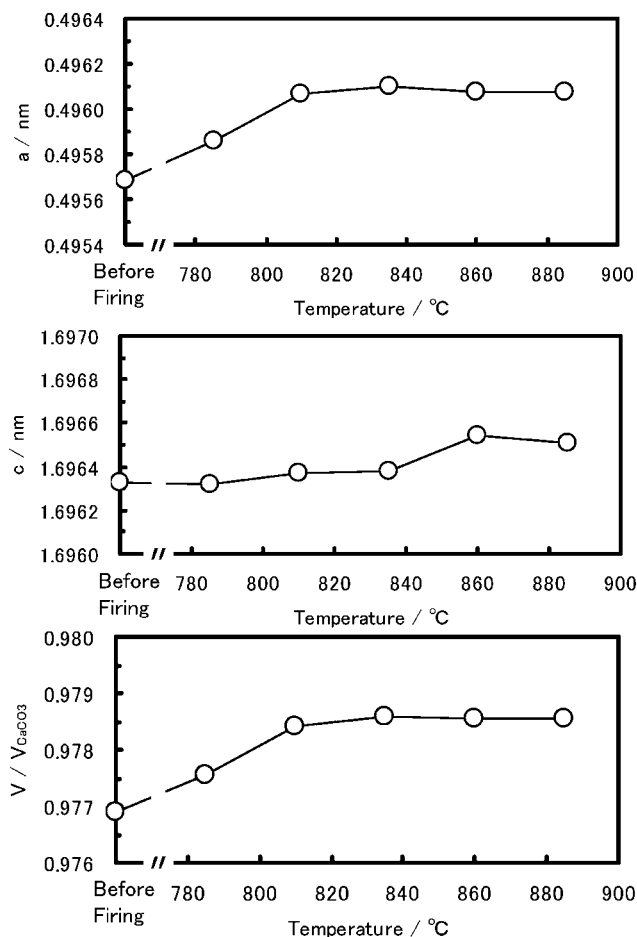 0.4964
0.4962
0.4960
0.4958
0.4956
0.4954
a / nm
Before
Firing
780 800 820 840 860 880 900
Temperature / ℃
1.6970
1.6968
1.6966
1.6964
1.6962
1.6960
c / nm
Before
Firing
780 800 820 840 860 880 900
Temperature / ℃
0.980
0.979
0.978
0.977
0.976
V / VCaCO3
Before
Firing
780 800 820 840 860 880 900
Temperature / ℃